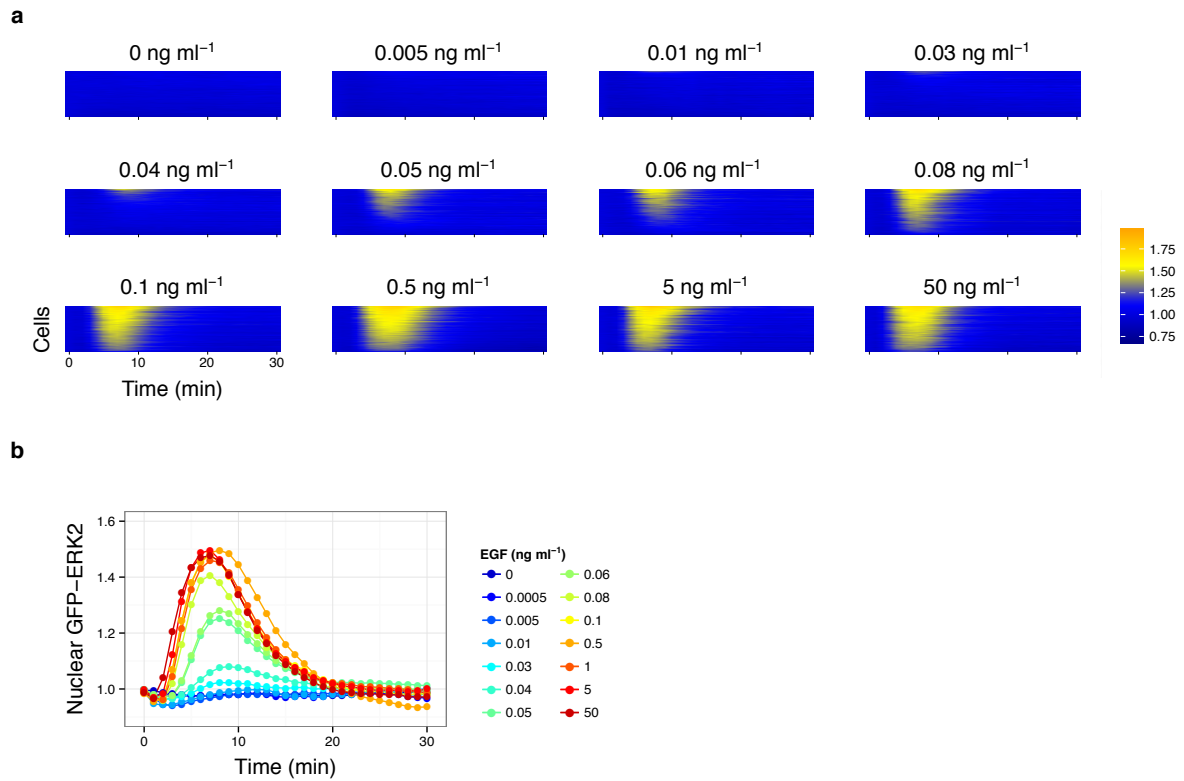 a
0 ng ml⁻¹ 0.005 ng ml⁻¹ 0.01 ng ml⁻¹ 0.03 ng ml⁻¹
0.04 ng ml⁻¹ 0.05 ng ml⁻¹ 0.06 ng ml⁻¹ 0.08 ng ml⁻¹
0.1 ng ml⁻¹ 0.5 ng ml⁻¹ 5 ng ml⁻¹ 50 ng ml⁻¹
Cells
0 10 20 30
Time (min)
1.75
1.50
1.25
1.00
0.75
b
Nuclear GFP−ERK2
1.6
1.4
1.2
1.0
0 10 20 30
Time (min)
EGF (ng ml⁻¹)
0 0.06
0.0005 0.08
0.005 0.1
0.01 0.5
0.03 1
0.04 5
0.05 50